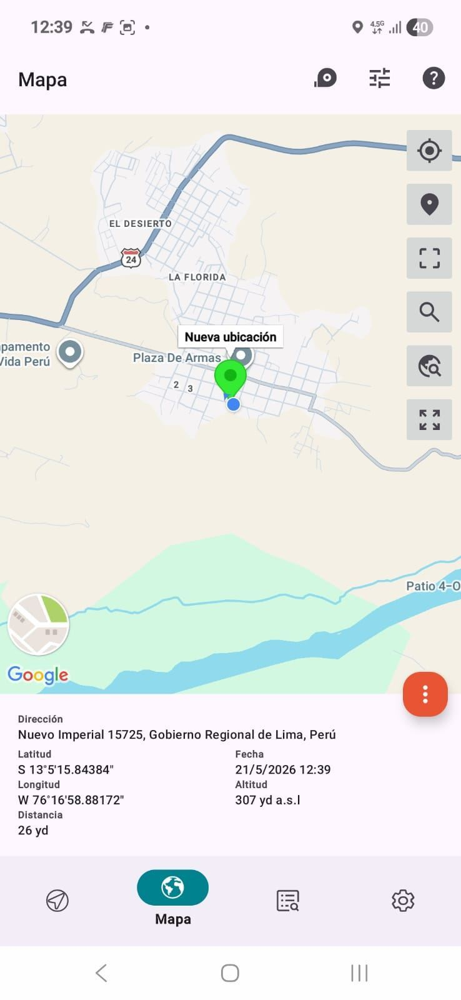 12:39
4.5G
40
Mapa
EL DESIERTO
24
LA FLORIDA
Nueva ubicación
pamento
Vida Perú
Plaza De Armas
2 3
Patio 4-O
Google
Dirección
Nuevo Imperial 15725, Gobierno Regional de Lima, Perú
Latitud
S 13°5'15.84384"
Fecha
21/5/2026 12:39
Longitud
W 76°16'58.88172"
Altitud
307 yd a.s.l
Distancia
26 yd
Mapa